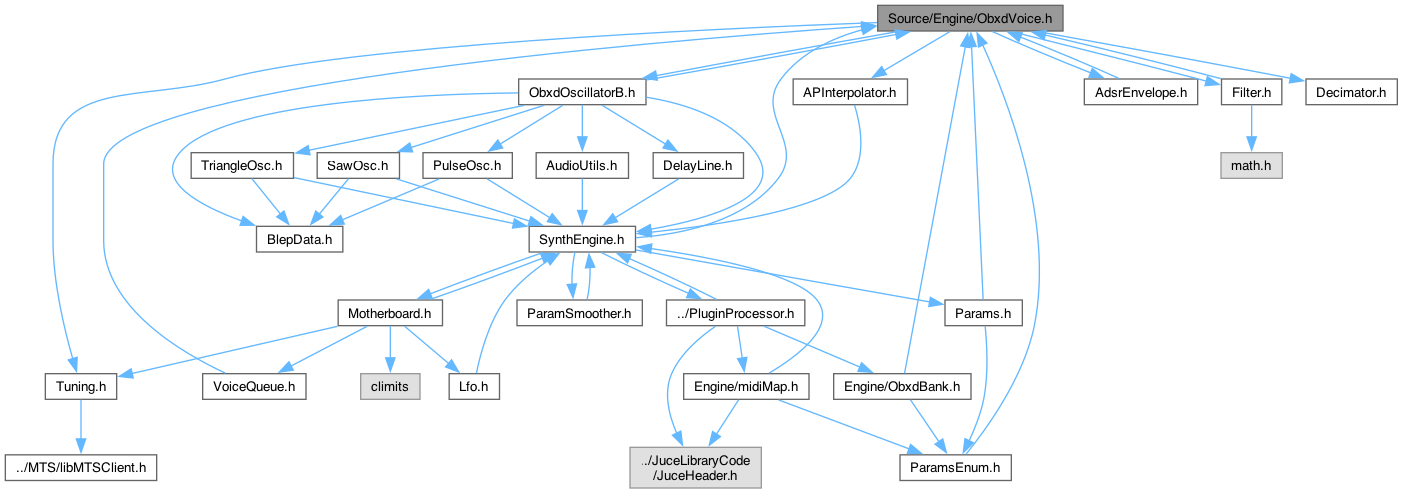 Source/Engine/ObxdVoice.h
ObxdOscillatorB.h
APInterpolator.h
AdsrEnvelope.h
Filter.h
Decimator.h
TriangleOsc.h
SawOsc.h
PulseOsc.h
AudioUtils.h
DelayLine.h
math.h
BlepData.h
SynthEngine.h
Motherboard.h
ParamSmoother.h
../PluginProcessor.h
Params.h
Tuning.h
VoiceQueue.h
climits
Lfo.h
Engine/midiMap.h
Engine/ObxdBank.h
../MTS/libMTSClient.h
../JuceLibraryCode
/JuceHeader.h
ParamsEnum.h